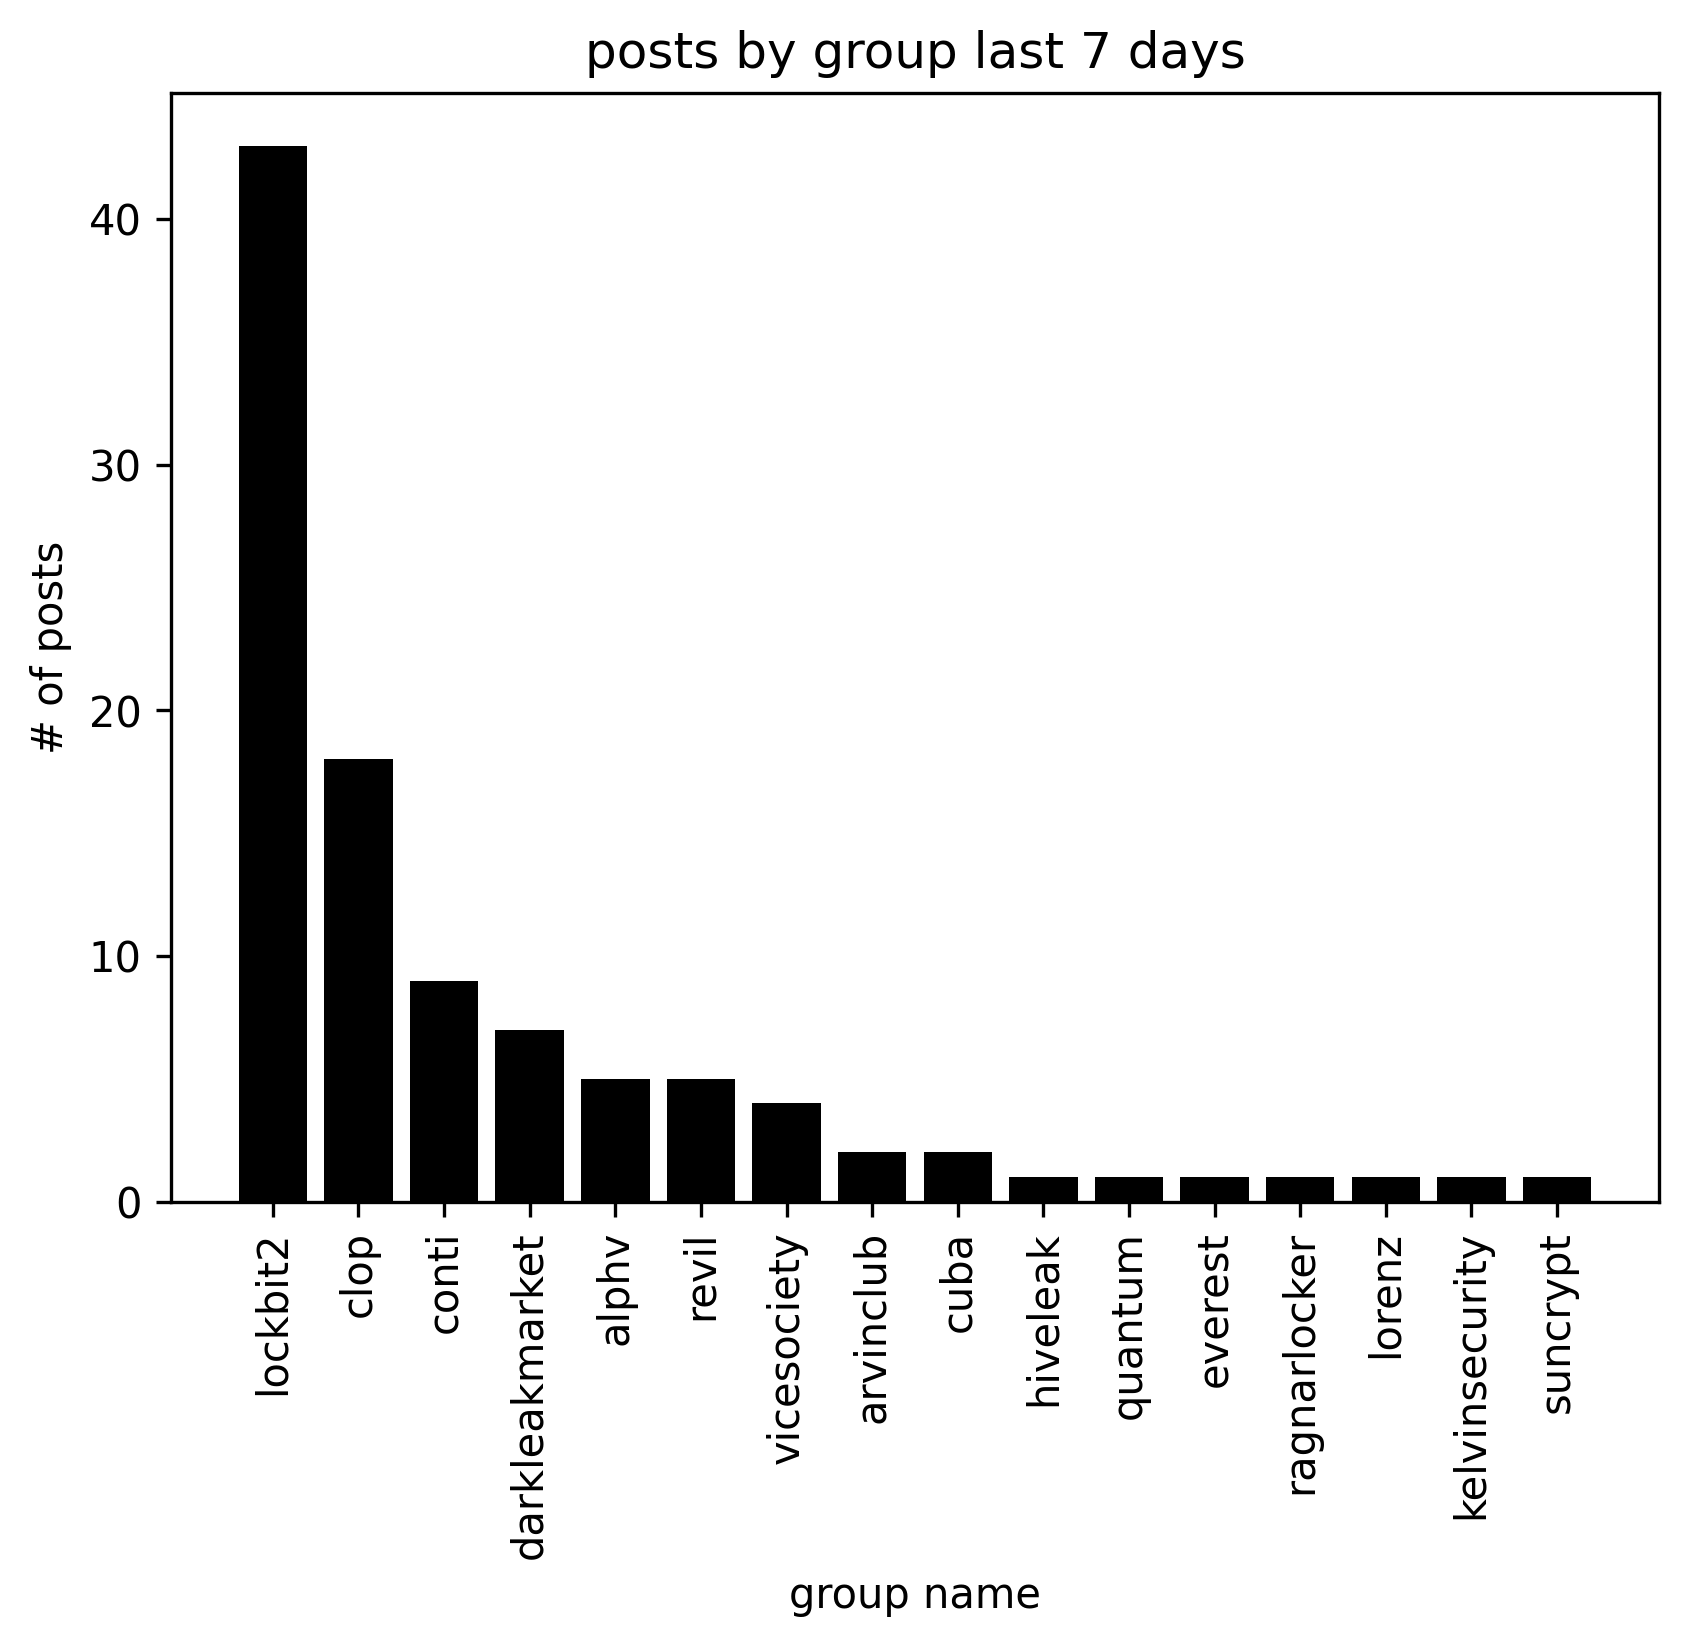 posts by group last 7 days
# of posts
40
30
20
10
0
lockbit2
clop
conti
darkleakmarket
alphv
revil
vicesociety
arvinclub
cuba
hiveleak
quantum
everest
ragnarlocker
lorenz
kelvinsecurity
suncrypt
group name